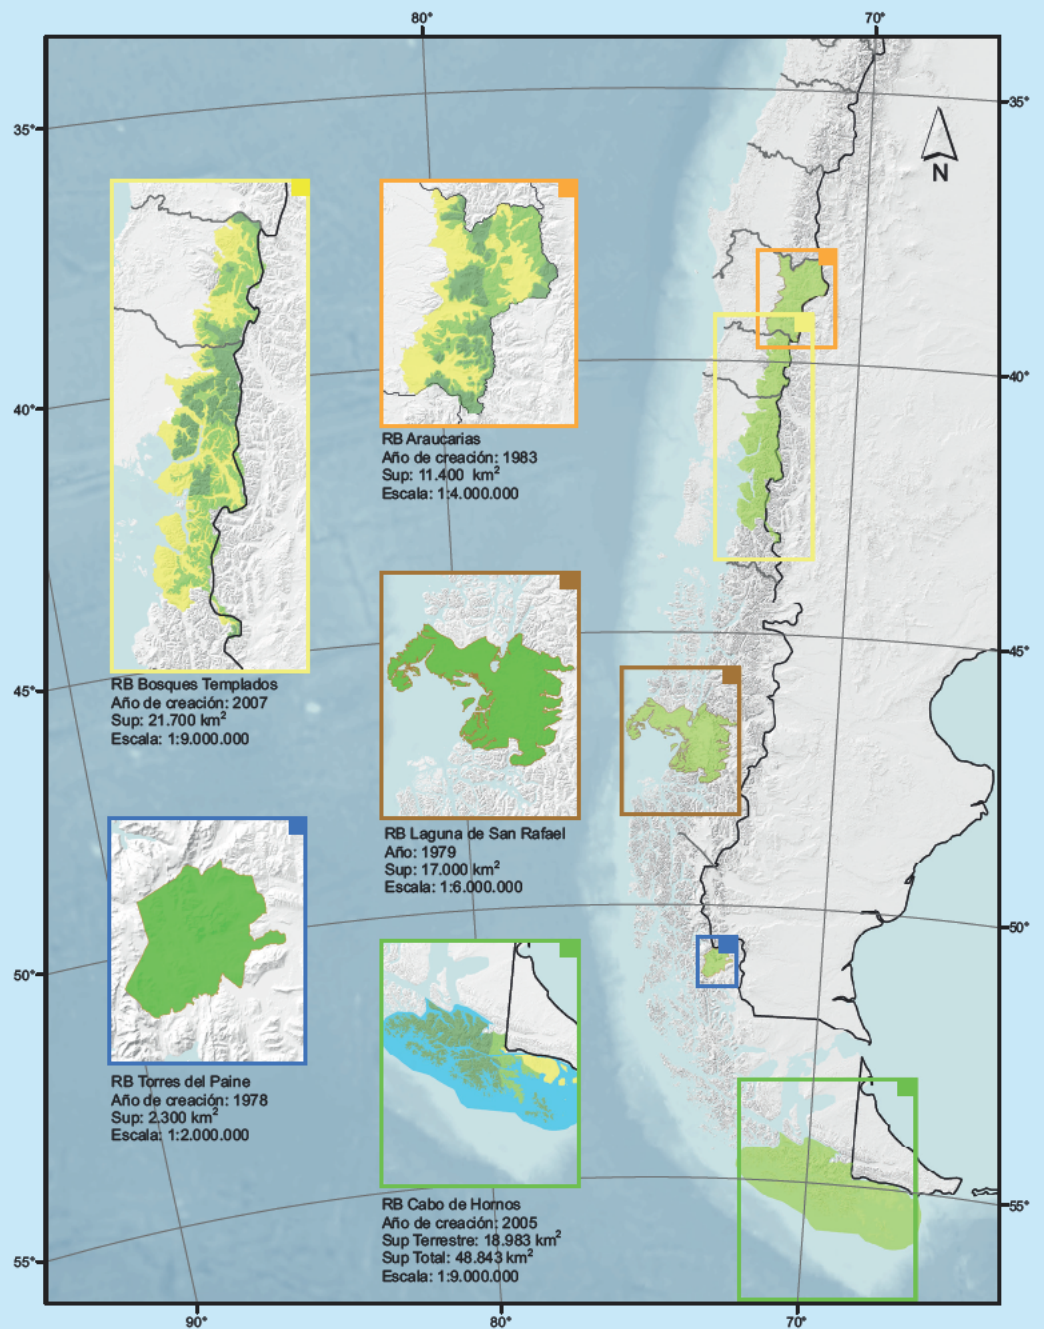 80°
70°
35°
35°
N
40°
40°
RB Araucarias
Año de creación: 1983
Sup: 11.400 km²
Escala: 1:4.000.000
45°
45°
RB Bosques Templados
Año de creación: 2007
Sup: 21.700 km²
Escala: 1:9.000.000
RB Laguna de San Rafael
Año: 1979
Sup: 17.000 km²
Escala: 1:6.000.000
50°
50°
RB Torres del Paine
Año de creación: 1978
Sup: 2.300 km²
Escala: 1:2.000.000
RB Cabo de Hornos
Año de creación: 2005
Sup Terrestre: 18.983 km²
Sup Total: 48.843 km²
Escala: 1:9.000.000
55°
55°
90°
80°
70°